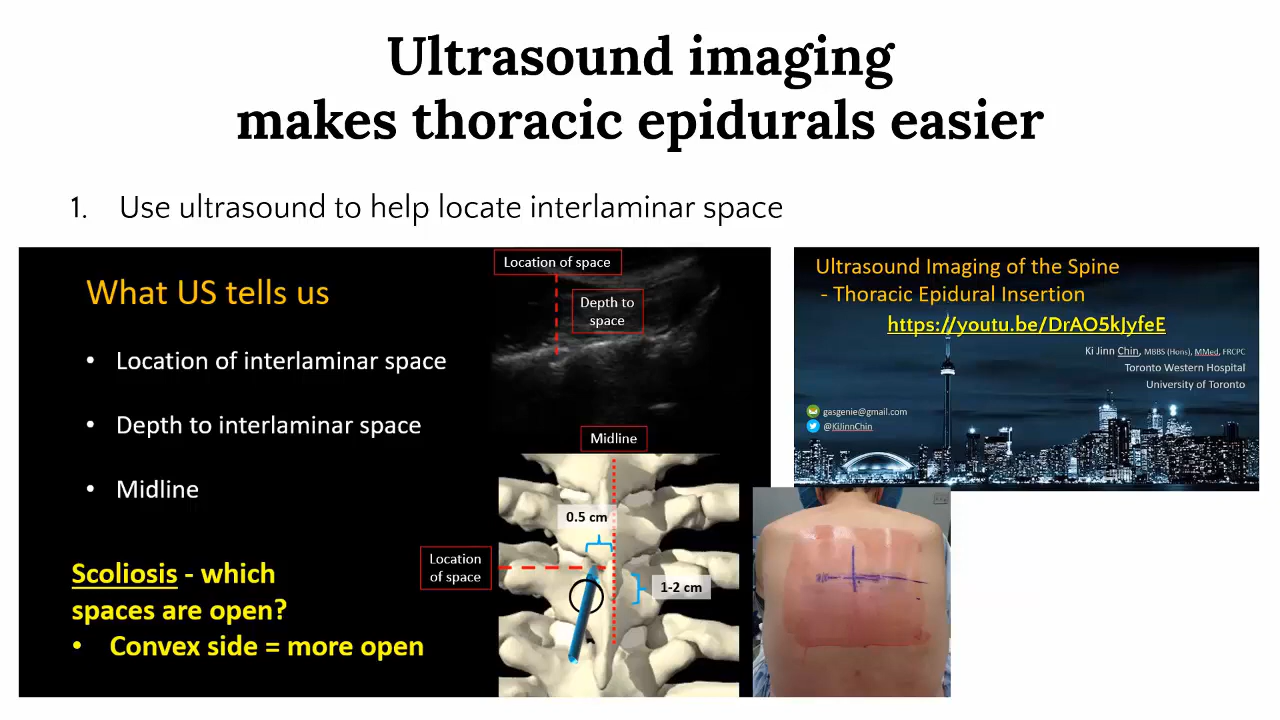 Ultrasound imaging
makes thoracic epidurals easier
1. Use ultrasound to help locate interlaminar space
What US tells us
• Location of interlaminar space
• Depth to interlaminar space
• Midline
Scoliosis - which
spaces are open?
• Convex side = more open
Location of space
Depth to
space
Midline
0.5 cm
Location
of space
1-2 cm
Ultrasound Imaging of the Spine
- Thoracic Epidural Insertion
https://youtu.be/DrAO5kJyfeE
Ki Jinn Chin, MBBS (Hons), MMed, FRCPC
Toronto Western Hospital
University of Toronto
gasgenie@gmail.com
@KiJinnChin